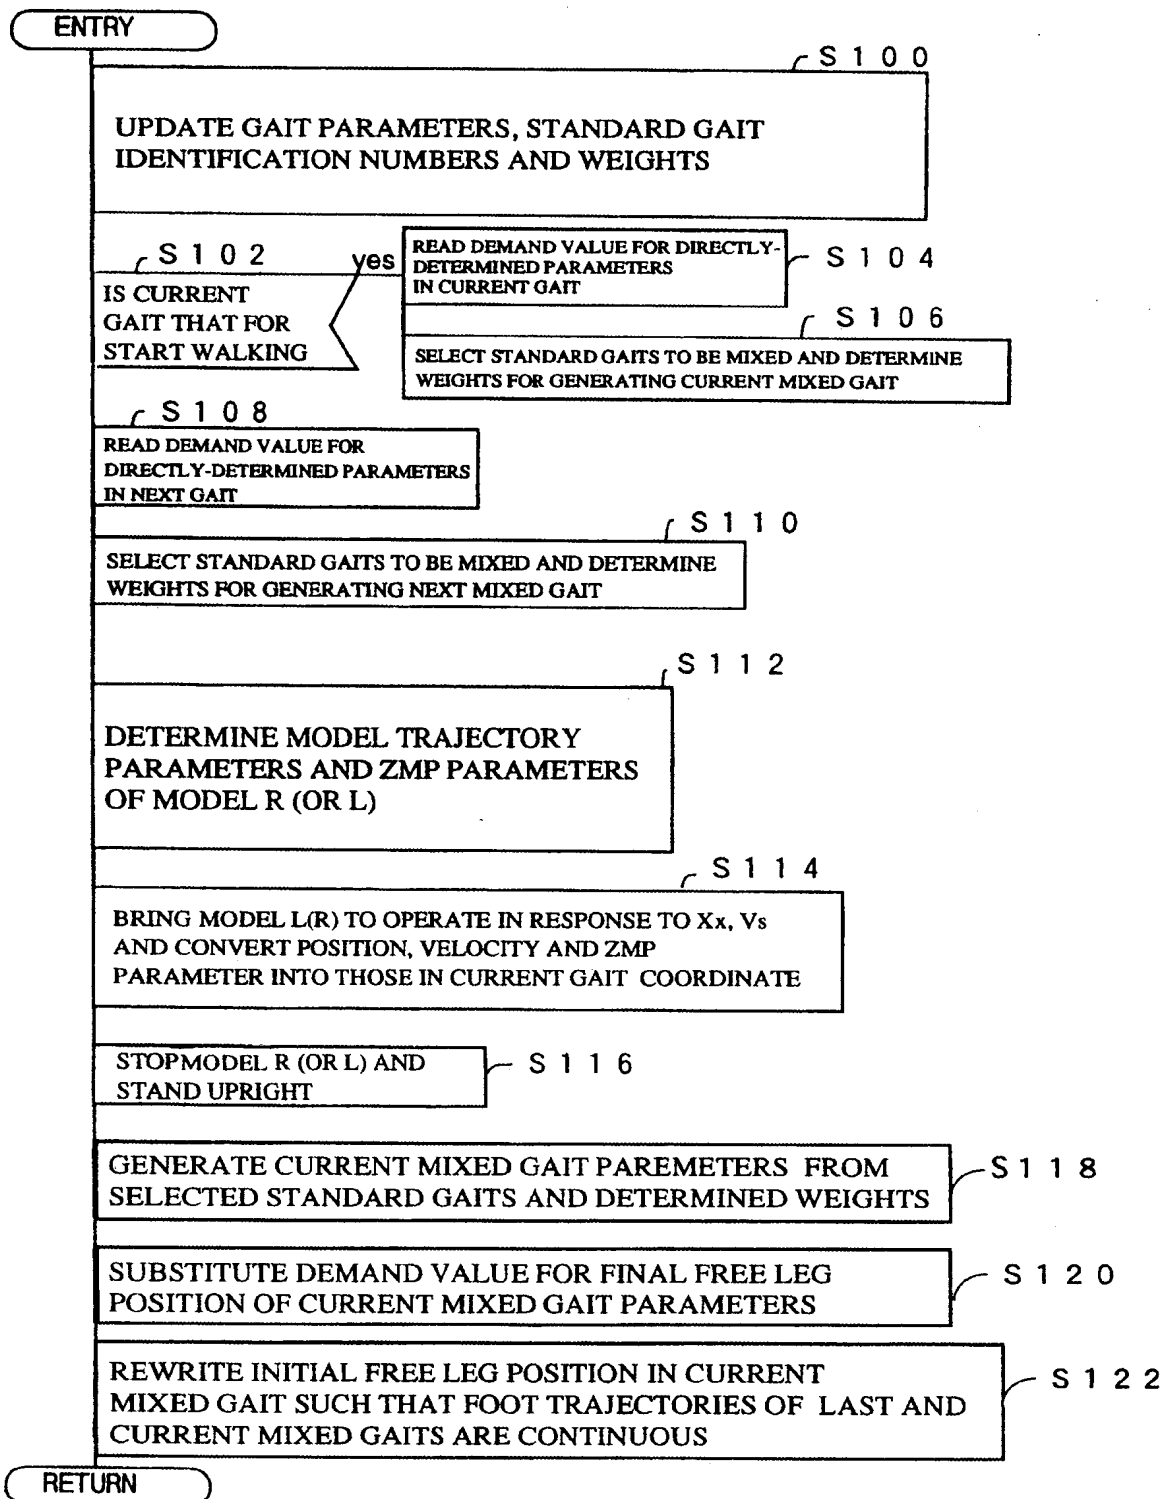 ENTRY
S100
UPDATE GAIT PARAMETERS, STANDARD GAIT
IDENTIFICATION NUMBERS AND WEIGHTS
S102
IS CURRENT
GAIT THAT FOR
START WALKING
yes
READ DEMAND VALUE FOR DIRECTLY-
DETERMINED PARAMETERS
IN CURRENT GAIT
S104
S106
SELECT STANDARD GAITS TO BE MIXED AND DETERMINE
WEIGHTS FOR GENERATING CURRENT MIXED GAIT
S108
READ DEMAND VALUE FOR
DIRECTLY-DETERMINED PARAMETERS
IN NEXT GAIT
S110
SELECT STANDARD GAITS TO BE MIXED AND DETERMINE
WEIGHTS FOR GENERATING NEXT MIXED GAIT
S112
DETERMINE MODEL TRAJECTORY
PARAMETERS AND ZMP PARAMETERS
OF MODEL R (OR L)
S114
BRING MODEL L(R) TO OPERATE IN RESPONSE TO Xx, Vs
AND CONVERT POSITION, VELOCITY AND ZMP
PARAMETER INTO THOSE IN CURRENT GAIT COORDINATE
STOPMODEL R (OR L) AND
STAND UPRIGHT
S116
GENERATE CURRENT MIXED GAIT PAREMETERS FROM
SELECTED STANDARD GAITS AND DETERMINED WEIGHTS
S118
SUBSTITUTE DEMAND VALUE FOR FINAL FREE LEG
POSITION OF CURRENT MIXED GAIT PARAMETERS
S120
REWRITE INITIAL FREE LEG POSITION IN CURRENT
MIXED GAIT SUCH THAT FOOT TRAJECTORIES OF LAST AND
CURRENT MIXED GAITS ARE CONTINUOUS
S122
RETURN